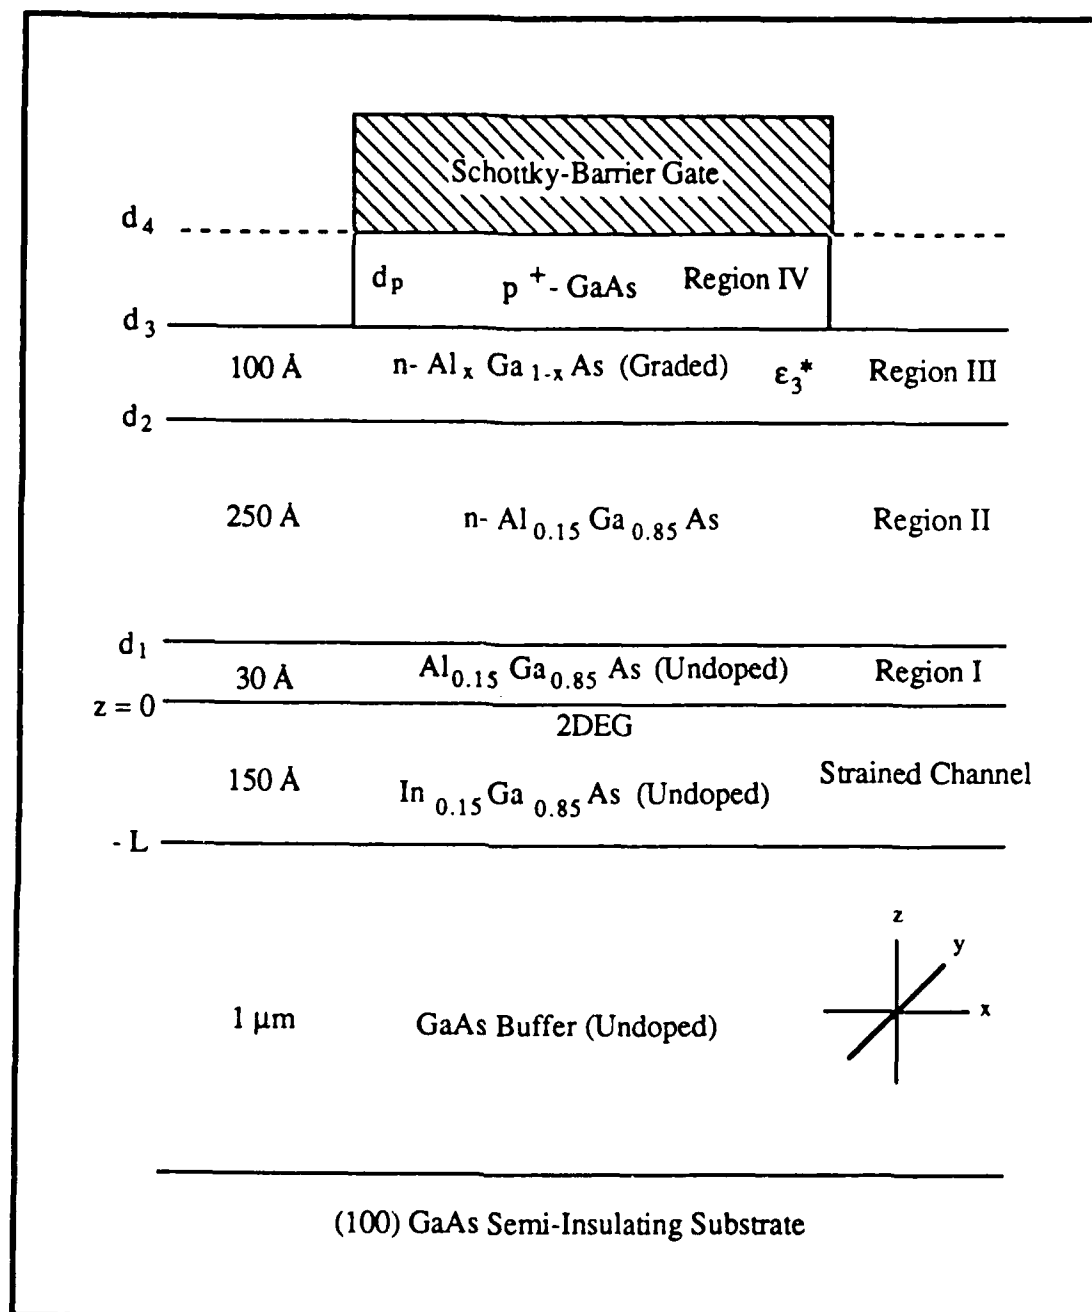 Schottky-Barrier Gate
d4
dp p+- GaAs Region IV
d3
100 Å n- Alx Ga1-x As (Graded) ε3* Region III
d2
250 Å n- Al0.15 Ga0.85 As Region II
d1
30 Å Al0.15 Ga0.85 As (Undoped) Region I
z = 0
2DEG
150 Å In0.15 Ga0.85 As (Undoped) Strained Channel
- L
z
y
x
1 μm GaAs Buffer (Undoped)
(100) GaAs Semi-Insulating Substrate